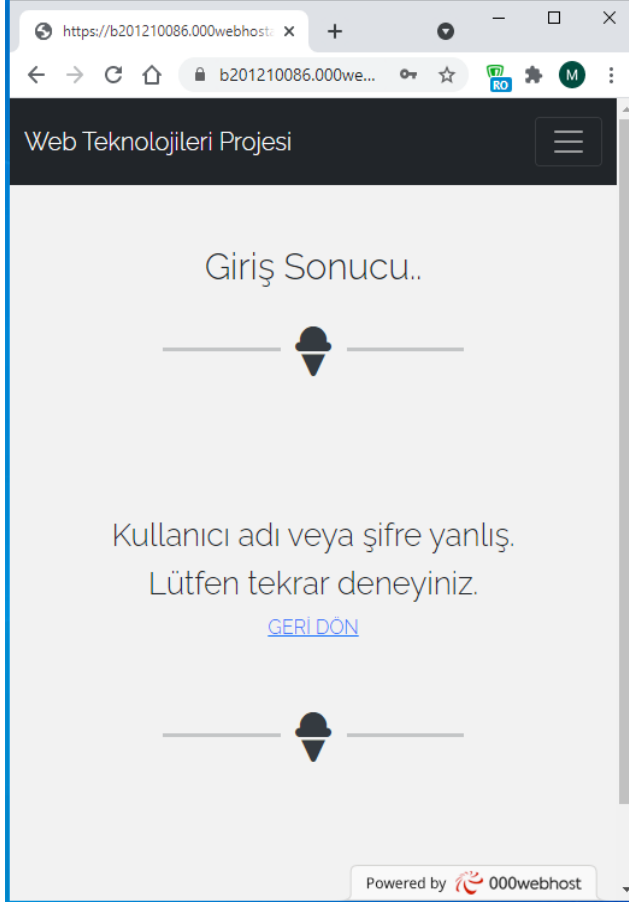 https://b201210086.000webhosta
b201210086.000we...
RO
M
Web Teknolojileri Projesi
Giriş Sonucu..
Kullanıcı adı veya şifre yanlış.
Lütfen tekrar deneyiniz.
GERİ DÖN
Powered by 000webhost